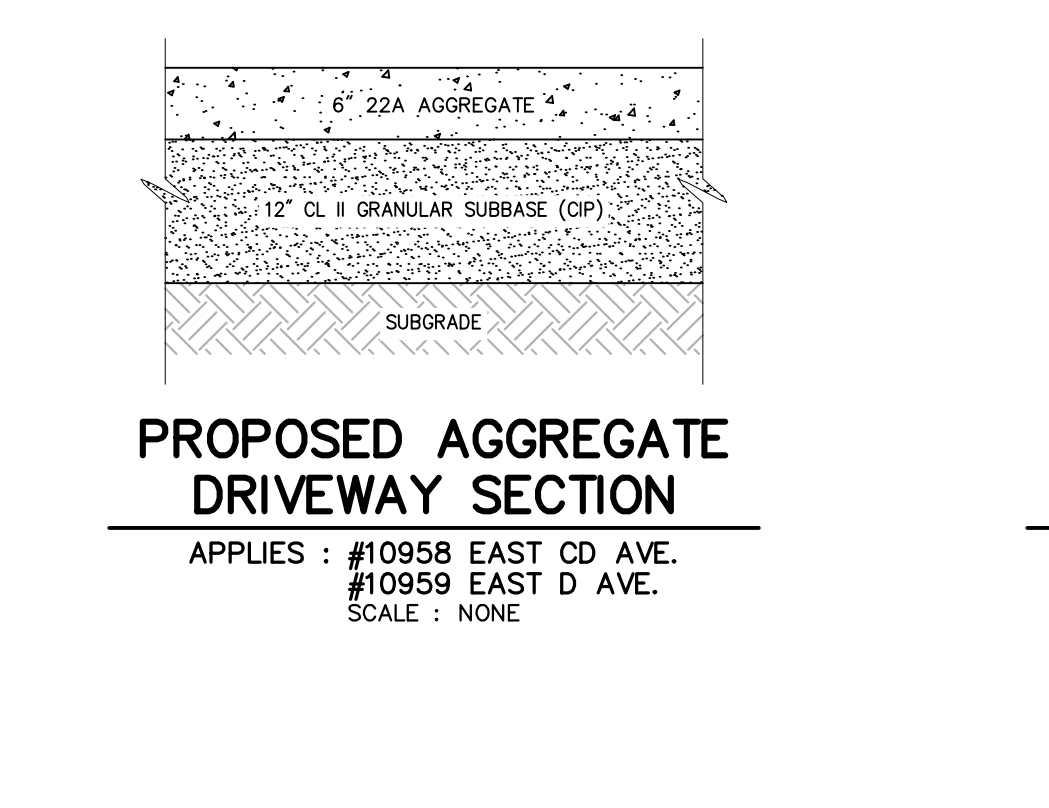 6" 22A AGGREGATE
12" CL II GRANULAR SUBBASE (CIP)
SUBGRADE
PROPOSED AGGREGATE
DRIVEWAY SECTION
APPLIES : #10958 EAST CD AVE.
#10959 EAST D AVE.
SCALE : NONE